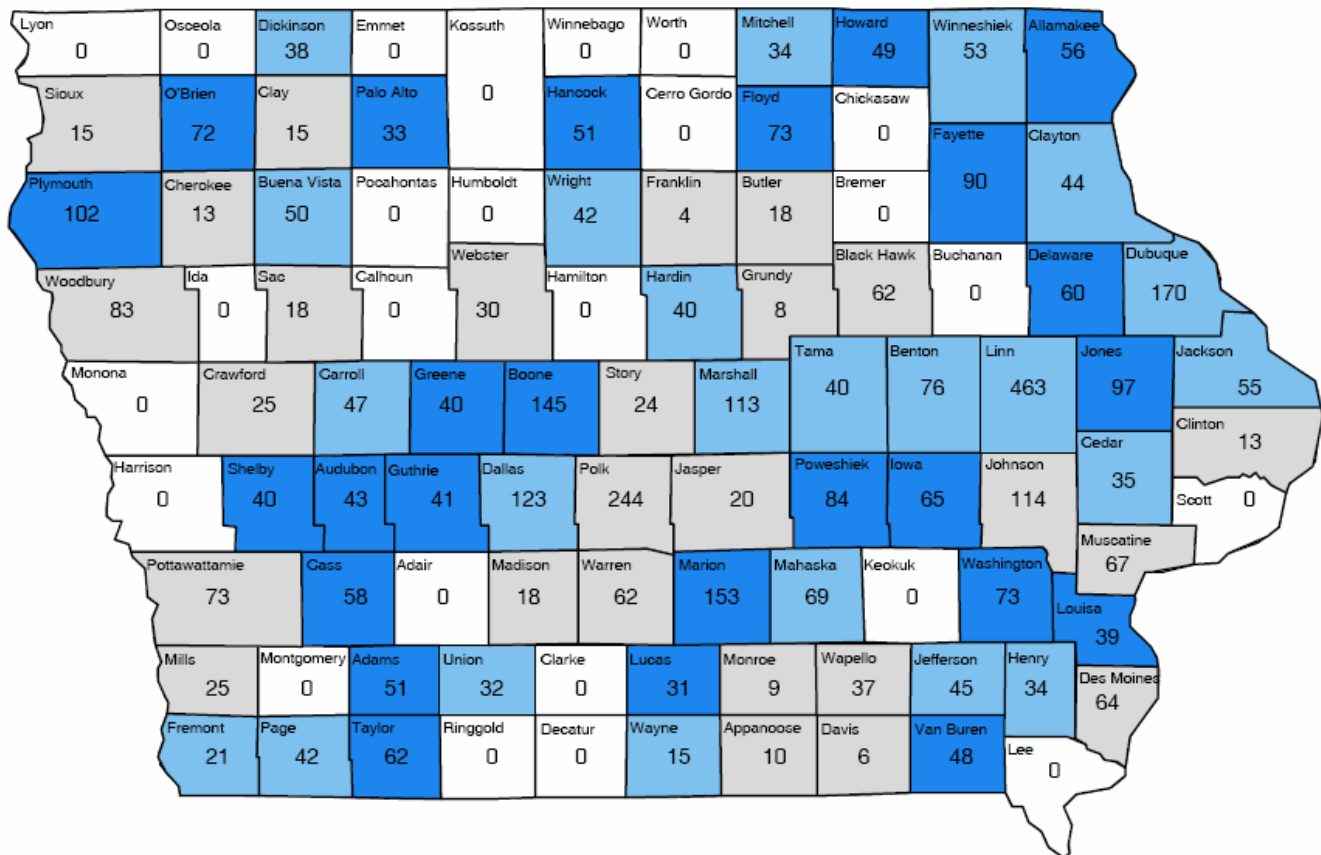 Lyon
0
Osceola
0
Dickinson
38
Emmet
0
Kossuth
0
Winnebago
0
Worth
0
Mitchell
34
Howard
49
Winneshiek
53
Allamakee
56
Sioux
15
O'Brien
72
Clay
15
Palo Alto
33
Hancock
51
Cerro Gordo
0
Floyd
73
Chickasaw
0
Fayette
90
Clayton
44
Plymouth
102
Cherokee
13
Buena Vista
50
Pocahontas
0
Humboldt
0
Wright
42
Franklin
4
Butler
18
Bremer
0
Woodbury
83
Ida
0
Sac
18
Calhoun
0
Webster
30
Hamilton
0
Hardin
40
Grundy
8
Black Hawk
62
Buchanan
0
Delaware
60
Dubuque
170
Monona
0
Crawford
25
Carroll
47
Greene
40
Boone
145
Story
24
Marshall
113
Tama
40
Benton
76
Linn
463
Jones
97
Jackson
55
Clinton
13
Cedar
35
Harrison
0
Shelby
40
Audubon
43
Guthrie
41
Dallas
123
Polk
244
Jasper
20
Poweshiek
84
Iowa
65
Johnson
114
Scott
0
Muscatine
67
Pottawattamie
73
Cass
58
Adair
0
Madison
18
Warren
62
Marion
153
Mahaska
69
Keokuk
0
Washington
73
Louisa
39
Mills
25
Montgomery
0
Adams
51
Union
32
Clarke
0
Lucas
31
Monroe
9
Wapello
37
Jefferson
45
Henry
34
Des Moines
64
Fremont
21
Page
42
Taylor
62
Ringgold
0
Decatur
0
Wayne
15
Appanoose
10
Davis
6
Van Buren
48
Lee
0